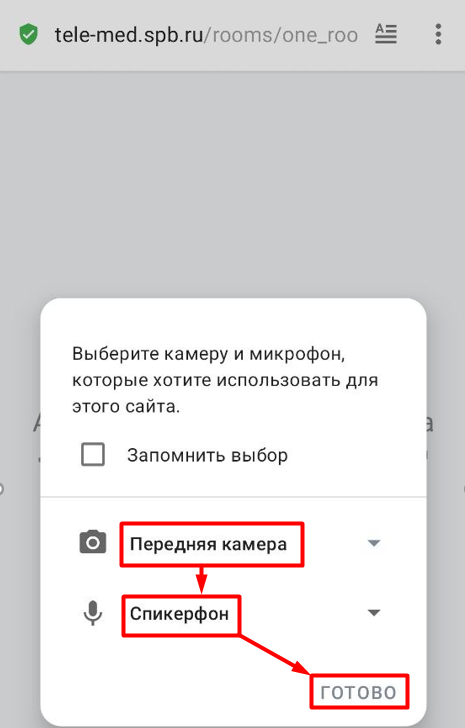 tele-med.spb.ru/rooms/one_roo
Выберите камеру и микрофон,
которые хотите использовать для
этого сайта.
Запомнить выбор
Передняя камера
Спикерфон
ГОТОВО